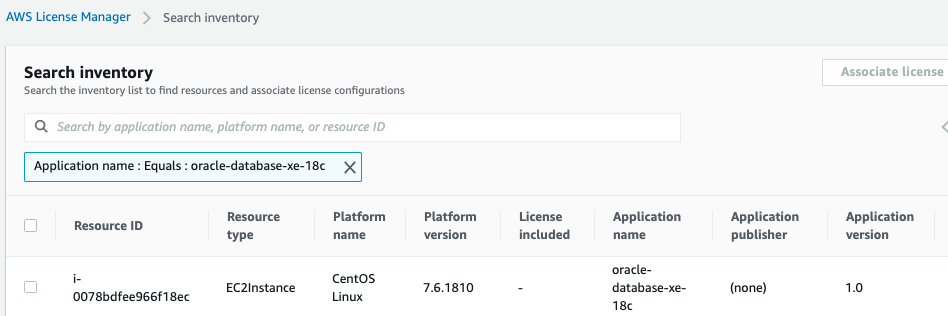 AWS License Manager > Search inventory
Search inventory
Associate license
Search the inventory list to find resources and associate license configurations
Search by application name, platform name, or resource ID
Application name : Equals : oracle-database-xe-18c
Resource ID
Resource type
Platform name
Platform version
License included
Application name
Application publisher
Application version
i-
0078bdfee966f18ec
EC2Instance
CentOS
Linux
7.6.1810
-
oracle-
database-xe-
18c
(none)
1.0